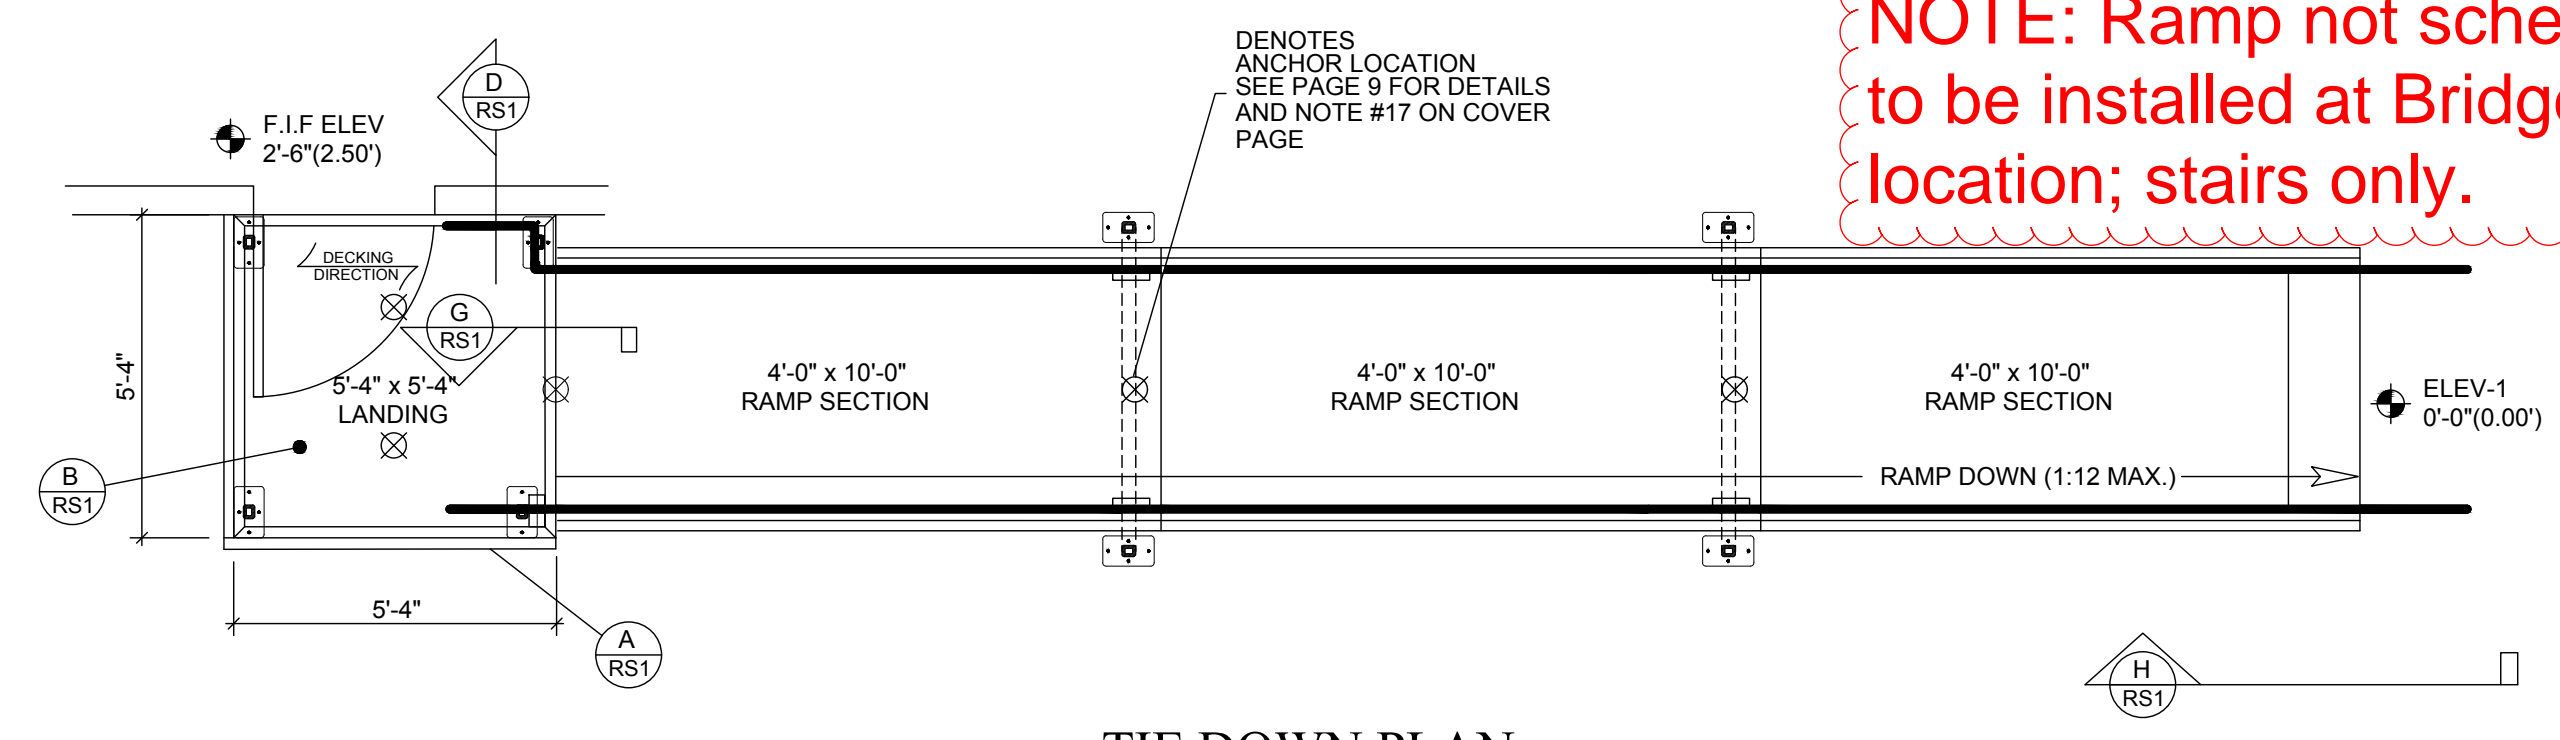 NOTE: Ramp not
to be installed at
location; stairs only.
DENOTES
ANCHOR LOCATION
SEE PAGE 9 FOR DETAILS
AND NOTE #17 ON COVER
PAGE
D
RS1
F.I.F ELEV
2'-6"(2.50')
DECKING
DIRECTION
G
RS1
5'-4"
5'-4" x 5'-4"
LANDING
4'-0" x 10'-0"
RAMP SECTION
4'-0" x 10'-0"
RAMP SECTION
4'-0" x 10'-0"
RAMP SECTION
ELEV-1
0'-0"(0.00')
B
RS1
RAMP DOWN (1:12 MAX.)
5'-4"
A
RS1
H
RS1
TIE DOWN PLAN